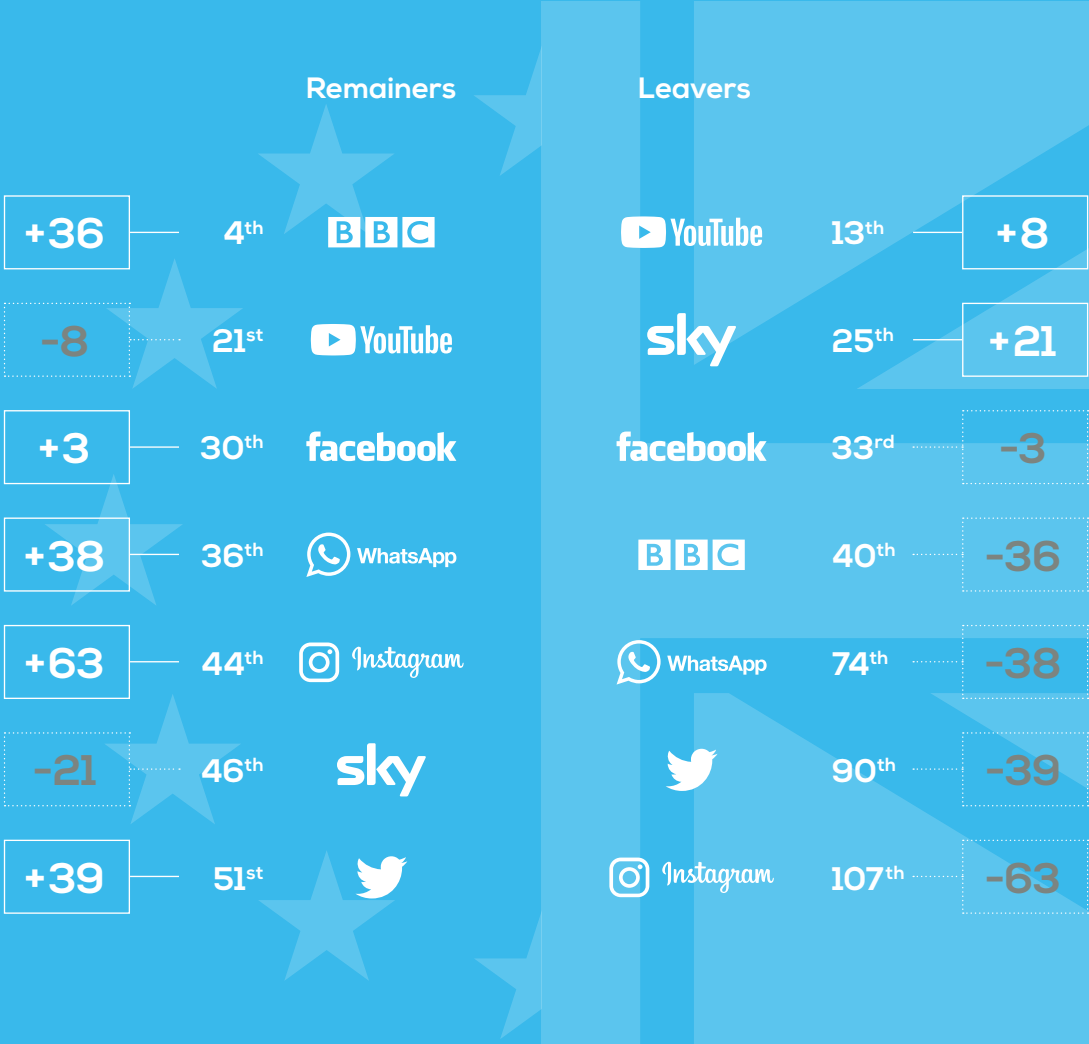 Remainers Leavers
+36 4th BBC YouTube 13th +8
-8 21st YouTube sky 25th +21
+3 30th facebook facebook 33rd -3
+38 36th WhatsApp BBC 40th -36
+63 44th Instagram WhatsApp 74th -38
-21 46th sky 90th -39
+39 51st Instagram 107th -63